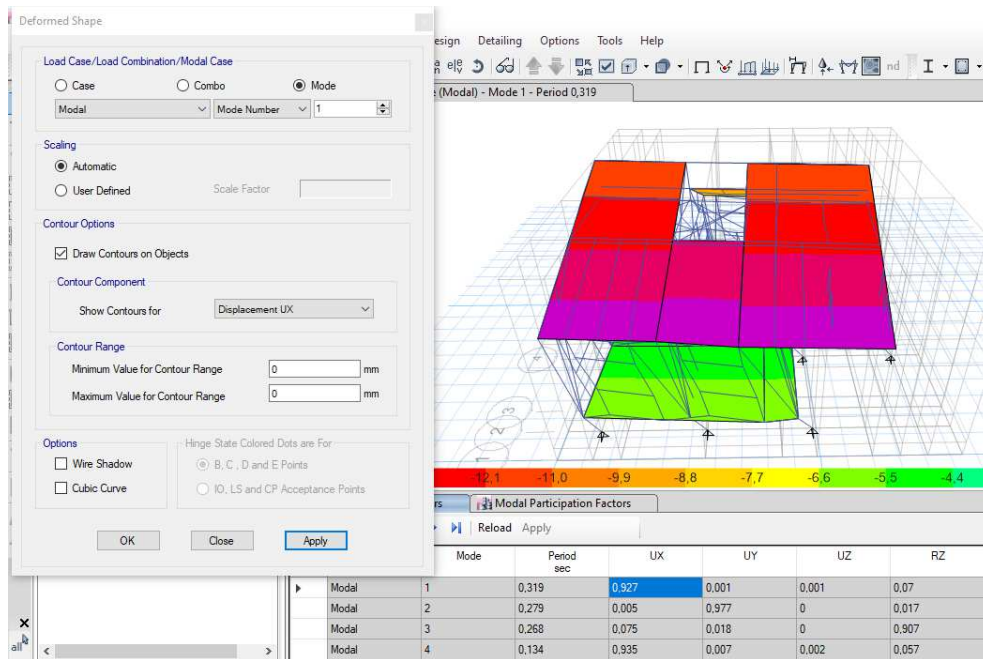 Deformed Shape
Load Case/Load Combination/Modal Case
Case
Combo
Mode
Modal
Mode Number
1
Scaling
Automatic
User Defined
Scale Factor
Contour Options
Draw Contours on Objects
Contour Component
Show Contours for
Displacement UX
Contour Range
Minimum Value for Contour Range
0
mm
Maximum Value for Contour Range
0
mm
Options
Wire Shadow
Cubic Curve
Hinge State Colored Dots are For
B, C , D and E Points
IO, LS and CP Acceptance Points
OK Close Apply
all
esign Detailing Options Tools Help
nd
(Modal) - Mode 1 - Period 0,319
4
3
2
-12,1 -11,0 -9,9 -8,8 -7,7 -6,6 -5,5 -4,4
rs Modal Participation Factors
Reload Apply
Mode Period sec UX UY UZ RZ
Modal 1 0,319 0,927 0,001 0,001 0,07
Modal 2 0,279 0,005 0,977 0 0,017
Modal 3 0,268 0,075 0,018 0 0,907
Modal 4 0,134 0,935 0,007 0,002 0,057